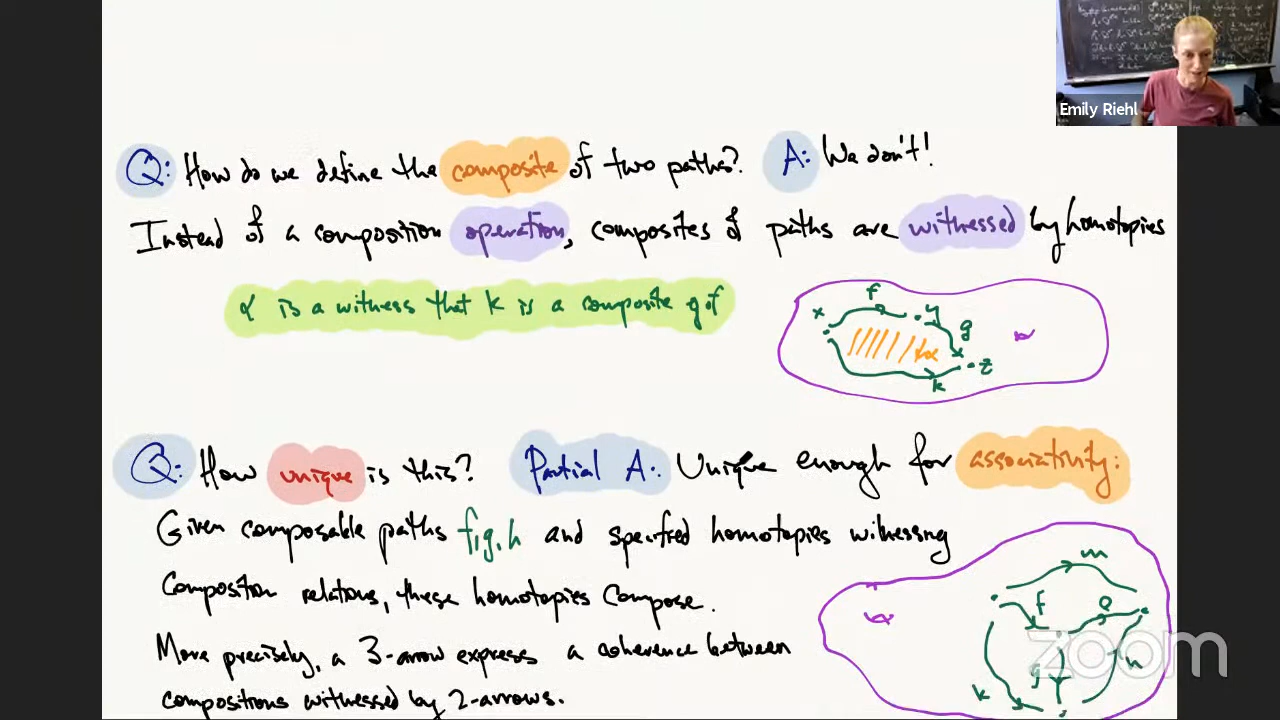 Emily Riehl
Q: How do we define the composite of two paths? A: We don't!
Instead of a composition operation, composites of paths are witnessed by homotopies
α is a witness that k is a composite g of
x f y g
α
k z
Q: How unique is this? Partial A: Unique enough for associativity:
Given composable paths f, g, h and specified homotopies witnessing
composition relations, these homotopies compose.
m
f
More precisely, a 3-arrow express a coherence between
zoom
g h
k
compositions witnessed by 2-arrows.